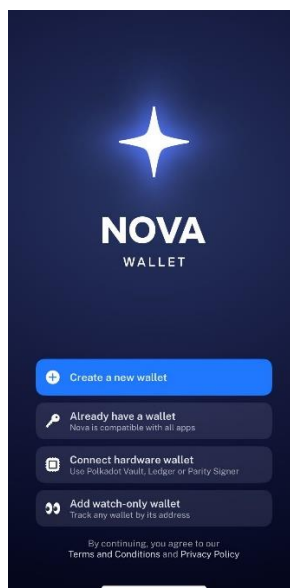 NOVA
WALLET
Create a new wallet
Already have a wallet
Nova is compatible with all apps
Connect hardware wallet
Use Polkadot Vault, Ledger or Parity Signer
Add watch-only wallet
Track any wallet by its address
By continuing, you agree to our
Terms and Conditions and Privacy Policy